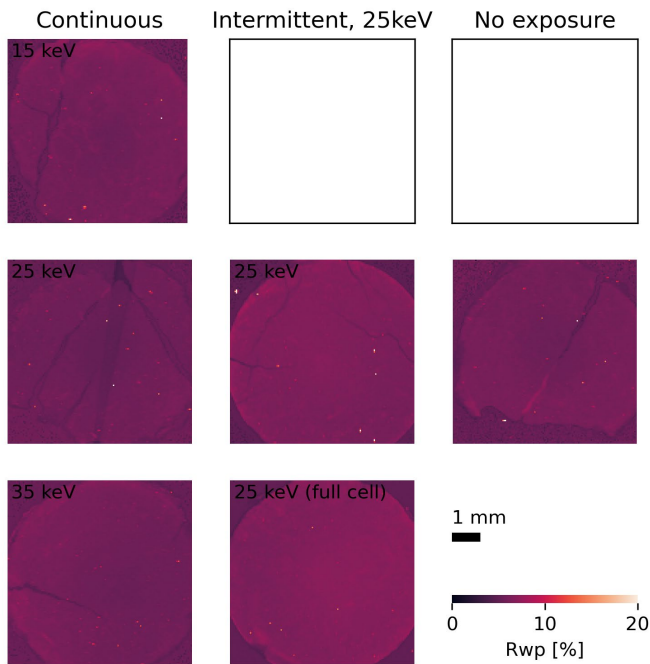 Continuous
Intermittent, 25keV
No exposure
15 keV
25 keV
25 keV
35 keV
25 keV (full cell)
1 mm
0
10
20
Rwp [%]